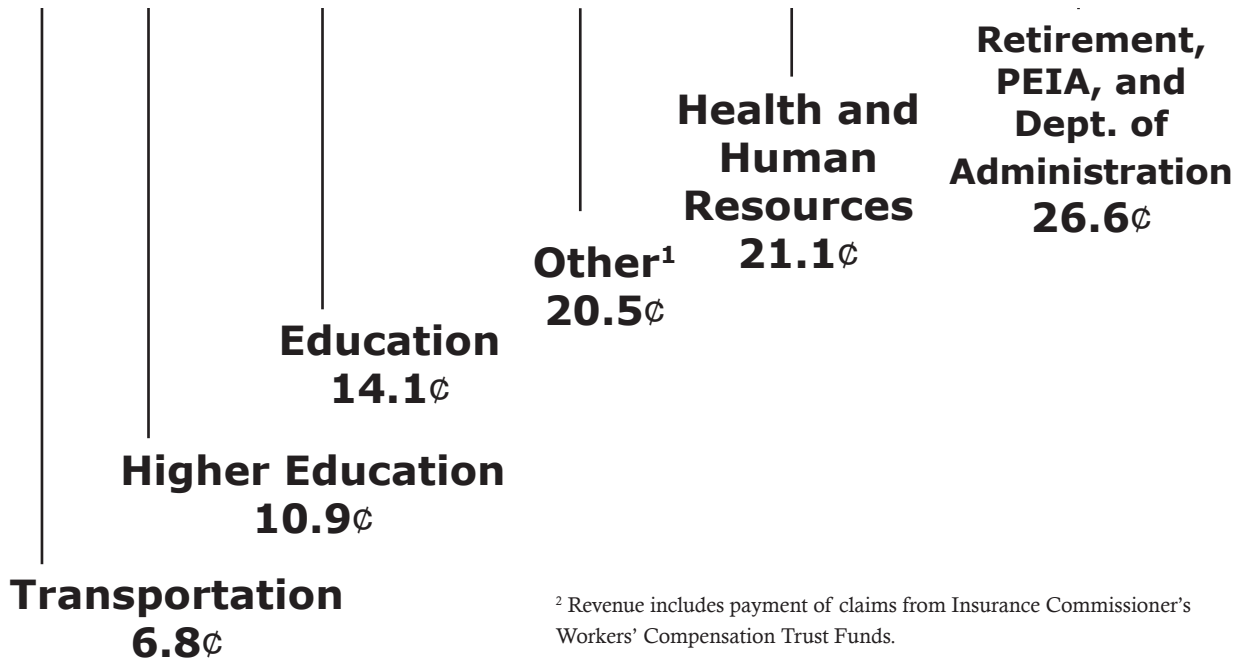 Retirement,
PEIA, and
Dept. of
Administration
26.6¢
Health and
Human
Resources
21.1¢
Other¹
20.5¢
Education
14.1¢
Higher Education
10.9¢
Transportation
6.8¢
² Revenue includes payment of claims from Insurance Commissioner's
Workers' Compensation Trust Funds.